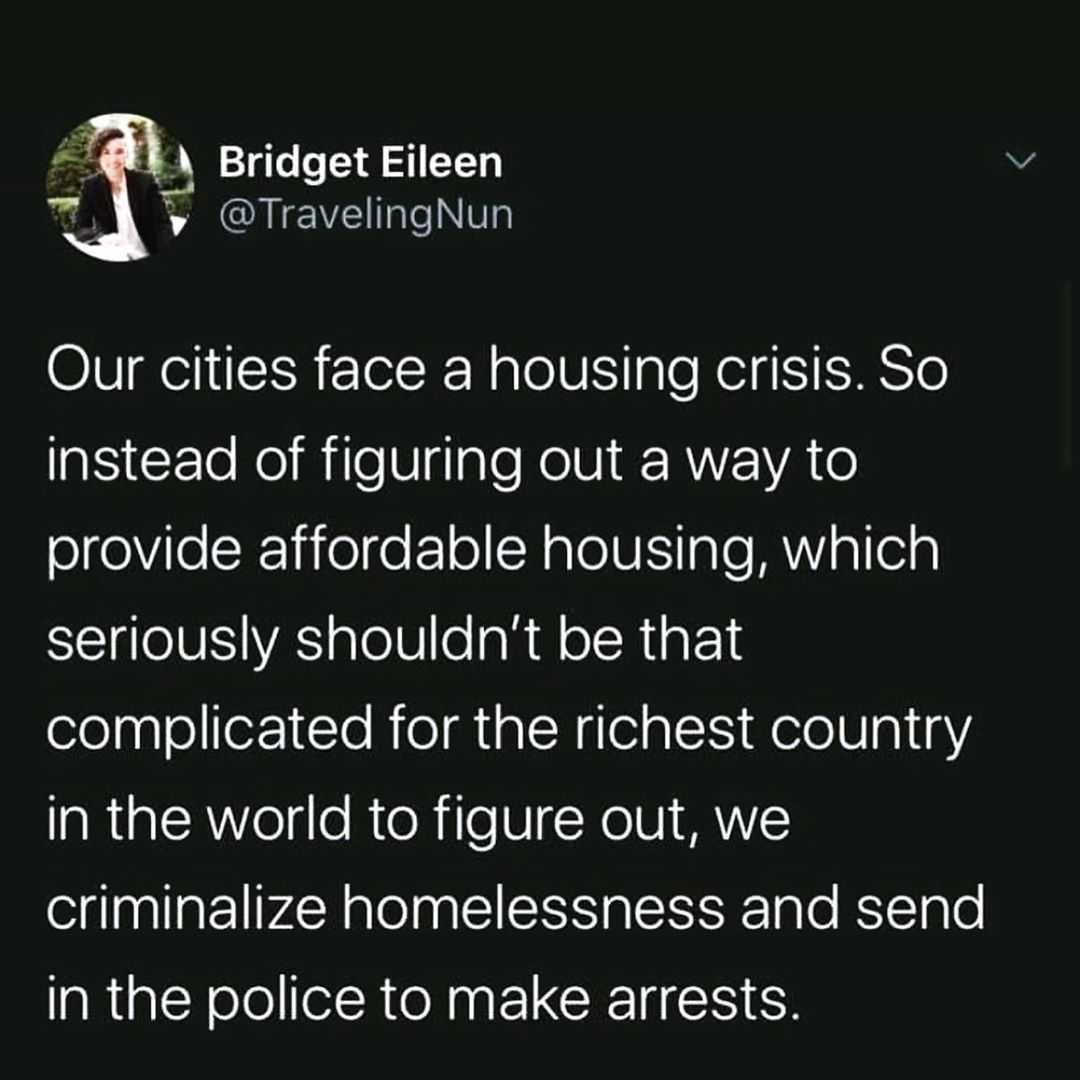 Bridget Eileen
@TravelingNun
Our cities face a housing crisis. So
instead of figuring out a way to
provide affordable housing, which
seriously shouldn’t be that
complicated for the richest country
in the world to figure out, we
criminalize homelessness and send
in the police to make arrests.